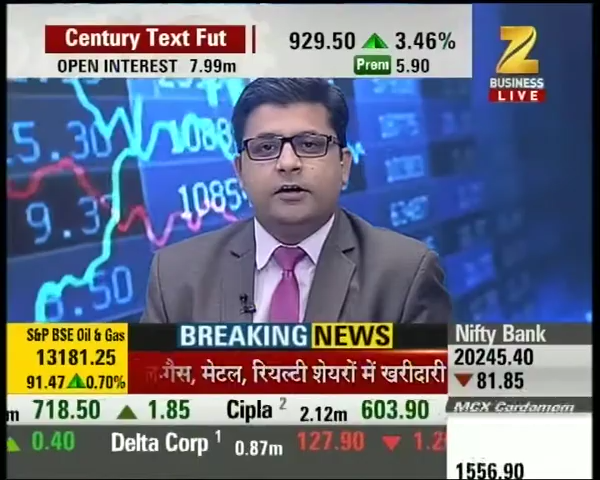 Century Text Fut
929.50 3.46%
OPEN INTEREST 7.99m
Prem 5.90
Z
BUSINESS
LIVE
BREAKING NEWS
-गैस, मेटल, रियल्टी शेयरों में खरीदारी
S&P BSE Oil & Gas
13181.25
91.47 0.70%
Nifty Bank
20245.40
81.85
m 718.50 1.85 Cipla 2 2.12m 603.90
MCX Cardamom
0.40 Delta Corp 1 0.87m 127.90
1556.90